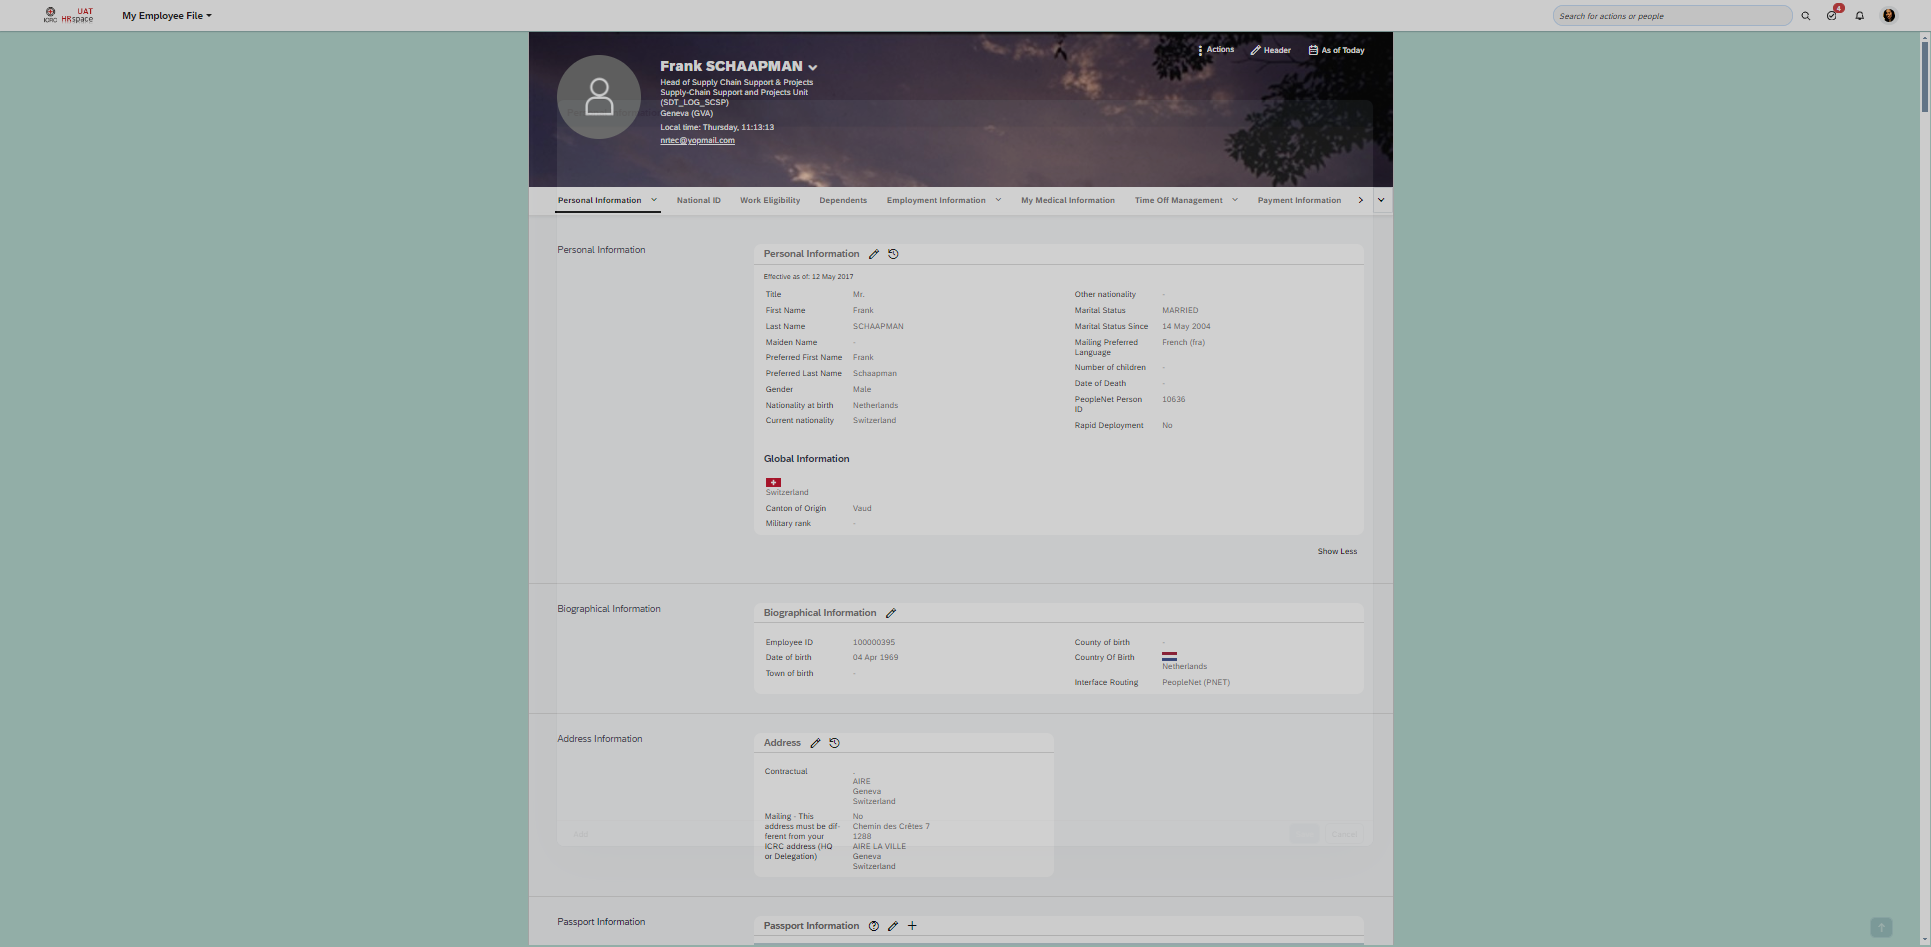 ICRC UAT HRspace
My Employee File
Search for actions or people
4
Actions
Header
As of Today
Frank SCHAAPMAN
Head of Supply Chain Support & Projects
Supply-Chain Support and Projects Unit
(SDT_LOG_SCSP)
Geneva (GVA)
Local time: Thursday, 11:13:13
nrtec@yopmail.com
Personal Information
National ID
Work Eligibility
Dependents
Employment Information
My Medical Information
Time Off Management
Payment Information
Personal Information
Personal Information
Effective as of: 12 May 2017
Title Mr.
First Name Frank
Last Name SCHAAPMAN
Maiden Name -
Preferred First Name Frank
Preferred Last Name Schaapman
Gender Male
Nationality at birth Netherlands
Current nationality Switzerland
Other nationality -
Marital Status MARRIED
Marital Status Since 14 May 2004
Mailing Preferred French (fra)
Language
Number of children -
Date of Death -
PeopleNet Person 10636
ID
Rapid Deployment No
Global Information
Switzerland
Canton of Origin Vaud
Military rank -
Show Less
Biographical Information
Biographical Information
Employee ID 100000395
Date of birth 04 Apr 1969
Town of birth -
County of birth -
Country Of Birth
Netherlands
Interface Routing PeopleNet (PNET)
Address Information
Address
Contractual .
AIRE
Geneva
Switzerland
Mailing - This No
address must be dif- Chemin des Crêtes 7
ferent from your 1288
ICRC address (HQ AIRE LA VILLE
or Delegation) Geneva
Switzerland
Add
Cancel
Passport Information
Passport Information